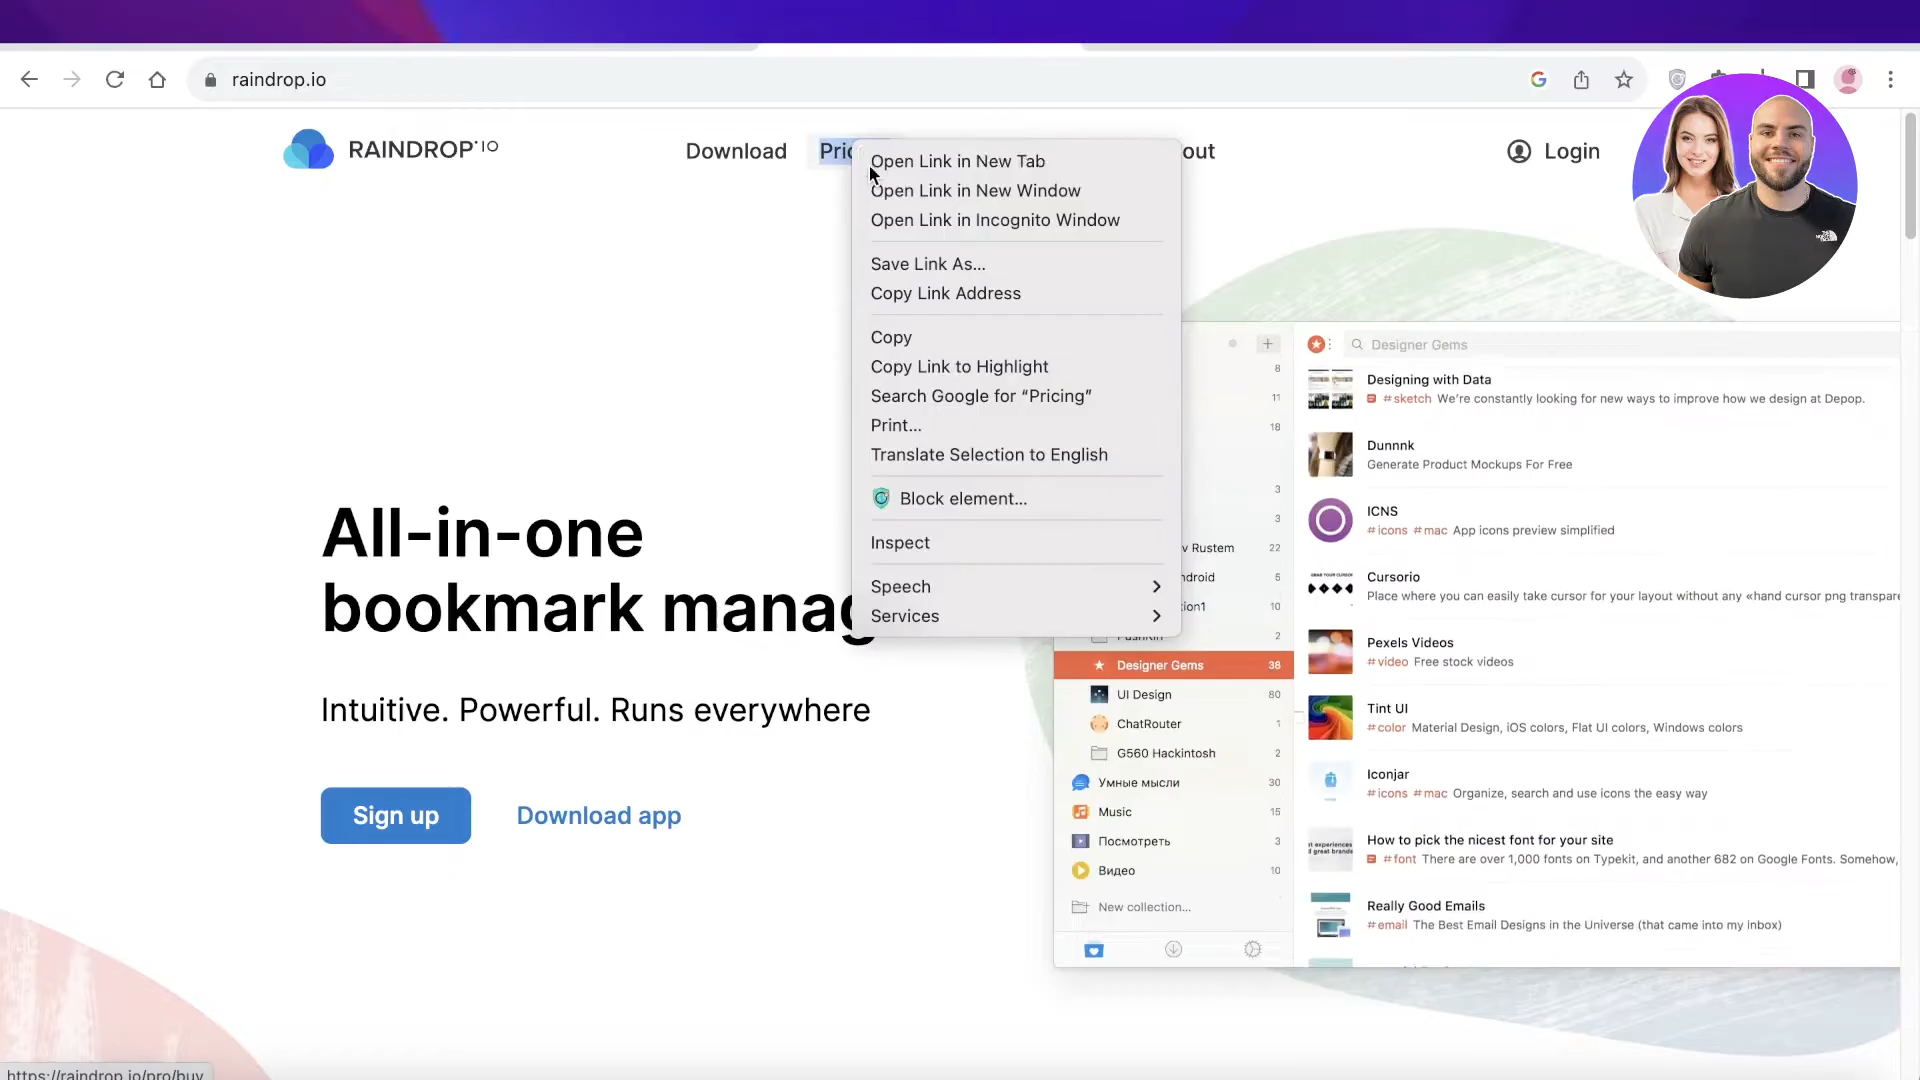 raindrop.io
RAINDROP.IO
Download
Pric
out
Login
Open Link in New Tab
Open Link in New Window
Open Link in Incognito Window
Save Link As...
Copy Link Address
Copy
Copy Link to Highlight
Search Google for “Pricing”
Print...
Translate Selection to English
Block element...
Inspect
Speech
Services
All-in-one
bookmark manag
Intuitive. Powerful. Runs everywhere
Sign up
Download app
8
11
18
3
3
v Rustem 22
ndroid 5
tion1 10
2
Designer Gems 38
UI Design 80
ChatRouter 1
G560 Hackintosh 2
Умные мысли 30
Music 15
Посмотреть 3
Видео 10
New collection...
Designer Gems
Designing with Data
#sketch We're constantly looking for new ways to improve how we design at Depop.
Dunnnk
Generate Product Mockups For Free
ICNS
#icons #mac App icons preview simplified
Cursorio
Place where you can easily take cursor for your layout without any «hand cursor png transpare
Pexels Videos
#video Free stock videos
Tint UI
#color Material Design, iOS colors, Flat UI colors, Windows colors
Iconjar
#icons #mac Organize, search and use icons the easy way
How to pick the nicest font for your site
#font There are over 1,000 fonts on Typekit, and another 682 on Google Fonts. Somehow,
Really Good Emails
#email The Best Email Designs in the Universe (that came into my inbox)
https://raindrop.io/pro/buy